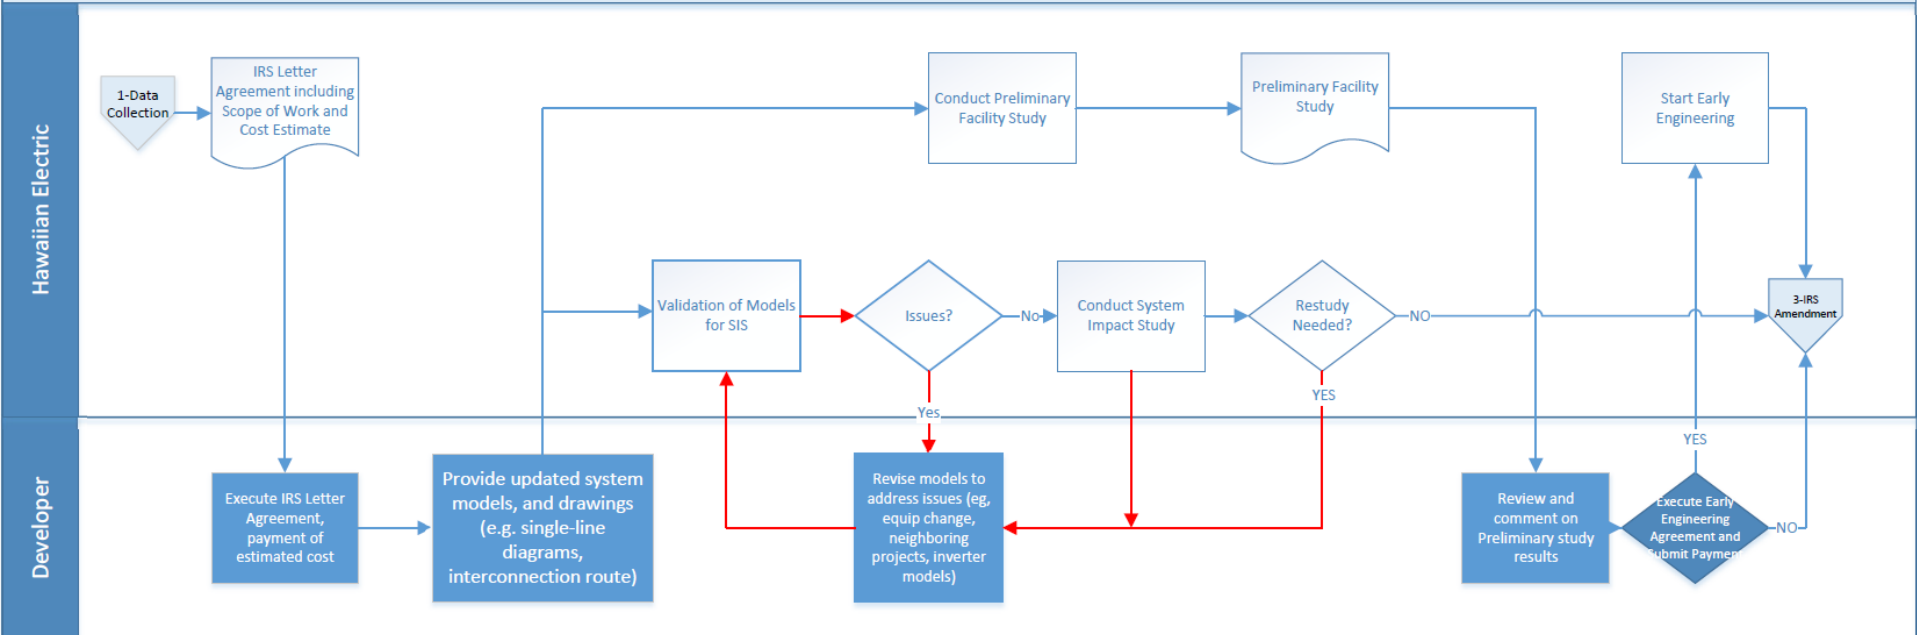 Hawaiian Electric
1-Data
Collection
IRS Letter
Agreement including
Scope of Work and
Cost Estimate
Conduct Preliminary
Facility Study
Preliminary Facility
Study
Start Early
Engineering
Validation of Models
for SIS
Issues?
No
Conduct System
Impact Study
Restudy
Needed?
NO
3-IRS
Amendment
Yes
YES
Developer
Execute IRS Letter
Agreement,
payment of
estimated cost
Provide updated system
models, and drawings
(e.g. single-line
diagrams,
interconnection route)
Revise models to
address issues (eg,
equip change,
neighboring
projects, inverter
models)
Review and
comment on
Preliminary study
results
YES
Execute Early
Engineering
Agreement and
Submit Payment
NO